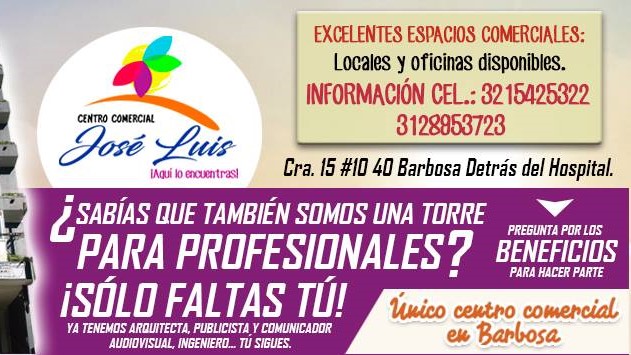 CENTRO COMERCIAL
José Luis
¡Aquí lo encuentras!
EXCELENTES ESPACIOS COMERCIALES:
Locales y oficinas disponibles.
INFORMACIÓN CEL.: 3215425322
3128953723
Cra. 15 #10 40 Barbosa Detrás del Hospital.
¿SABÍAS QUE TAMBIÉN SOMOS UNA TORRE
PARA PROFESIONALES?
¡SÓLO FALTAS TÚ!
YA TENEMOS ARQUITECTA, PUBLICISTA Y COMUNICADOR
AUDIOVISUAL, INGENIERO... TÚ SIGUES.
PREGUNTA POR LOS
BENEFICIOS
PARA HACER PARTE
Único centro comercial
en Barbosa